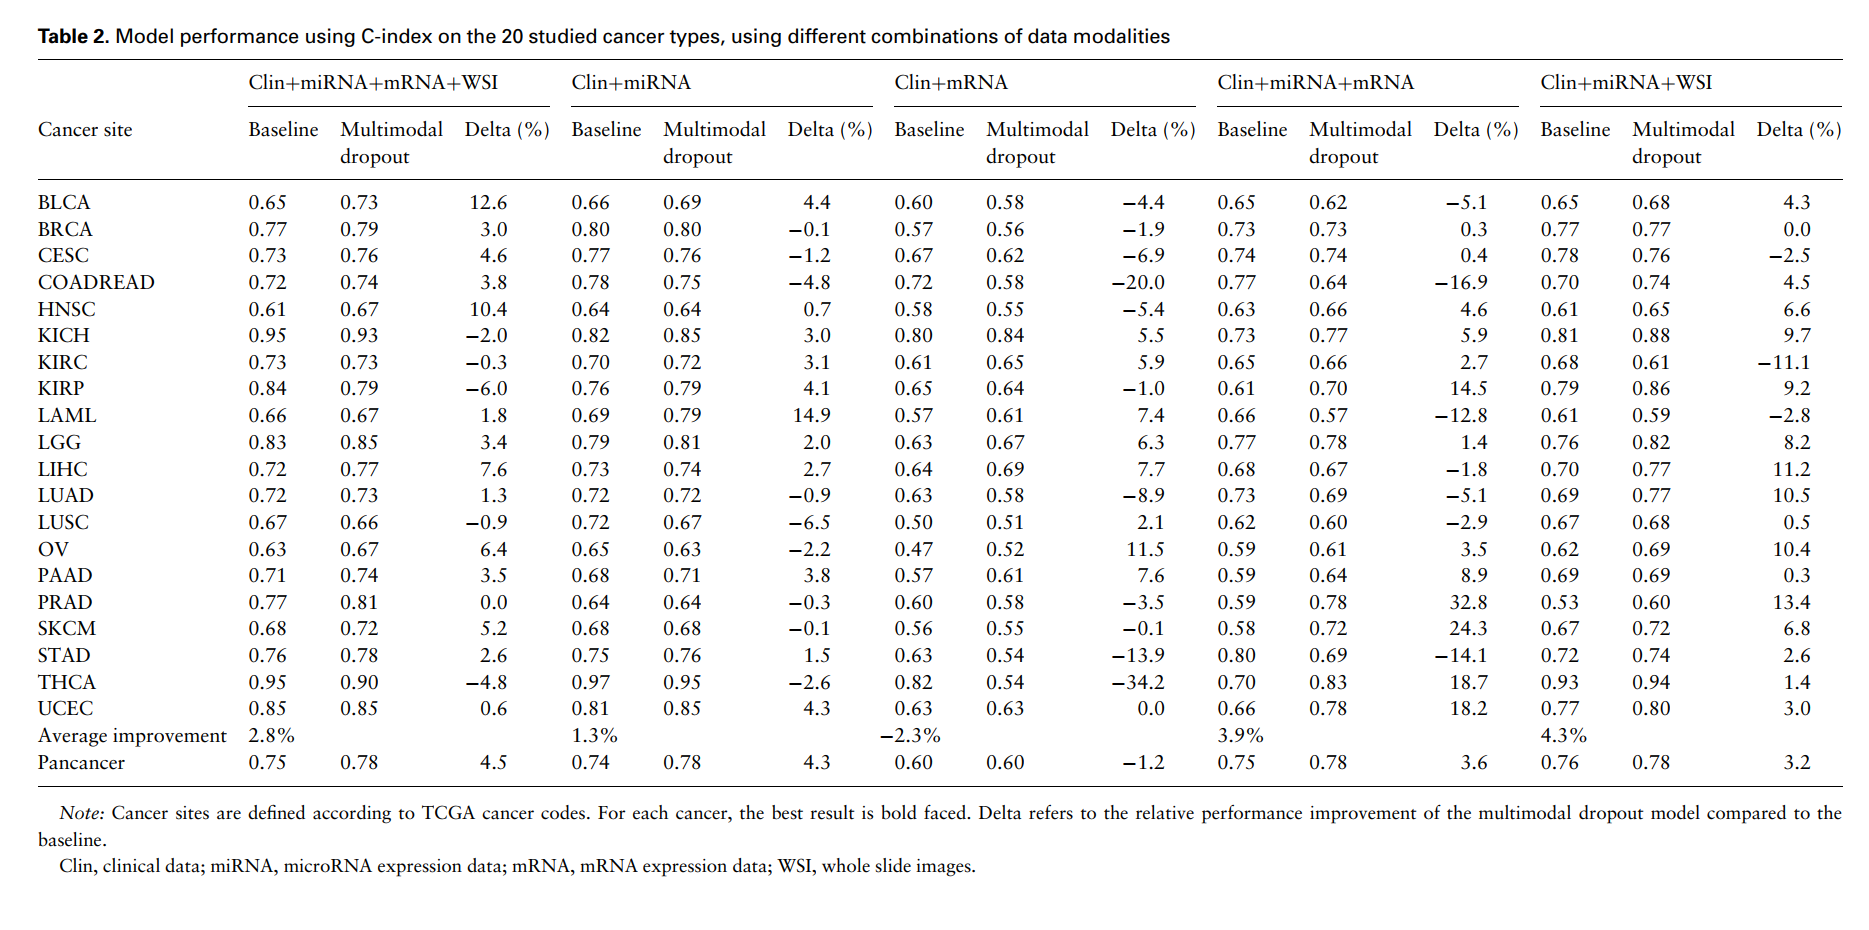 Table 2. Model performance using C-index on the 20 studied cancer types, using different combinations of data modalities
Clin+miRNA+mRNA+WSI Clin+miRNA Clin+mRNA Clin+miRNA+mRNA Clin+miRNA+WSI
Cancer site Baseline Multimodal Delta (%) Baseline Multimodal Delta (%) Baseline Multimodal Delta (%) Baseline Multimodal Delta (%) Baseline Multimodal Delta (%)
dropout dropout dropout dropout dropout
BLCA 0.65 0.73 12.6 0.66 0.69 4.4 0.60 0.58 −4.4 0.65 0.62 −5.1 0.65 0.68 4.3
BRCA 0.77 0.79 3.0 0.80 0.80 −0.1 0.57 0.56 −1.9 0.73 0.73 0.3 0.77 0.77 0.0
CESC 0.73 0.76 4.6 0.77 0.76 −1.2 0.67 0.62 −6.9 0.74 0.74 0.4 0.78 0.76 −2.5
COADREAD 0.72 0.74 3.8 0.78 0.75 −4.8 0.72 0.58 −20.0 0.77 0.64 −16.9 0.70 0.74 4.5
HNSC 0.61 0.67 10.4 0.64 0.64 0.7 0.58 0.55 −5.4 0.63 0.66 4.6 0.61 0.65 6.6
KICH 0.95 0.93 −2.0 0.82 0.85 3.0 0.80 0.84 5.5 0.73 0.77 5.9 0.81 0.88 9.7
KIRC 0.73 0.73 −0.3 0.70 0.72 3.1 0.61 0.65 5.9 0.65 0.66 2.7 0.68 0.61 −11.1
KIRP 0.84 0.79 −6.0 0.76 0.79 4.1 0.65 0.64 −1.0 0.61 0.70 14.5 0.79 0.86 9.2
LAML 0.66 0.67 1.8 0.69 0.79 14.9 0.57 0.61 7.4 0.66 0.57 −12.8 0.61 0.59 −2.8
LGG 0.83 0.85 3.4 0.79 0.81 2.0 0.63 0.67 6.3 0.77 0.78 1.4 0.76 0.82 8.2
LIHC 0.72 0.77 7.6 0.73 0.74 2.7 0.64 0.69 7.7 0.68 0.67 −1.8 0.70 0.77 11.2
LUAD 0.72 0.73 1.3 0.72 0.72 −0.9 0.63 0.58 −8.9 0.73 0.69 −5.1 0.69 0.77 10.5
LUSC 0.67 0.66 −0.9 0.72 0.67 −6.5 0.50 0.51 2.1 0.62 0.60 −2.9 0.67 0.68 0.5
OV 0.63 0.67 6.4 0.65 0.63 −2.2 0.47 0.52 11.5 0.59 0.61 3.5 0.62 0.69 10.4
PAAD 0.71 0.74 3.5 0.68 0.71 3.8 0.57 0.61 7.6 0.59 0.64 8.9 0.69 0.69 0.3
PRAD 0.77 0.81 0.0 0.64 0.64 −0.3 0.60 0.58 −3.5 0.59 0.78 32.8 0.53 0.60 13.4
SKCM 0.68 0.72 5.2 0.68 0.68 −0.1 0.56 0.55 −0.1 0.58 0.72 24.3 0.67 0.72 6.8
STAD 0.76 0.78 2.6 0.75 0.76 1.5 0.63 0.54 −13.9 0.80 0.69 −14.1 0.72 0.74 2.6
THCA 0.95 0.90 −4.8 0.97 0.95 −2.6 0.82 0.54 −34.2 0.70 0.83 18.7 0.93 0.94 1.4
UCEC 0.85 0.85 0.6 0.81 0.85 4.3 0.63 0.63 0.0 0.66 0.78 18.2 0.77 0.80 3.0
Average improvement 2.8% 1.3% −2.3% 3.9% 4.3%
Pancancer 0.75 0.78 4.5 0.74 0.78 4.3 0.60 0.60 −1.2 0.75 0.78 3.6 0.76 0.78 3.2
Note: Cancer sites are defined according to TCGA cancer codes. For each cancer, the best result is bold faced. Delta refers to the relative performance improvement of the multimodal dropout model compared to the
baseline.
Clin, clinical data; miRNA, microRNA expression data; mRNA, mRNA expression data; WSI, whole slide images.